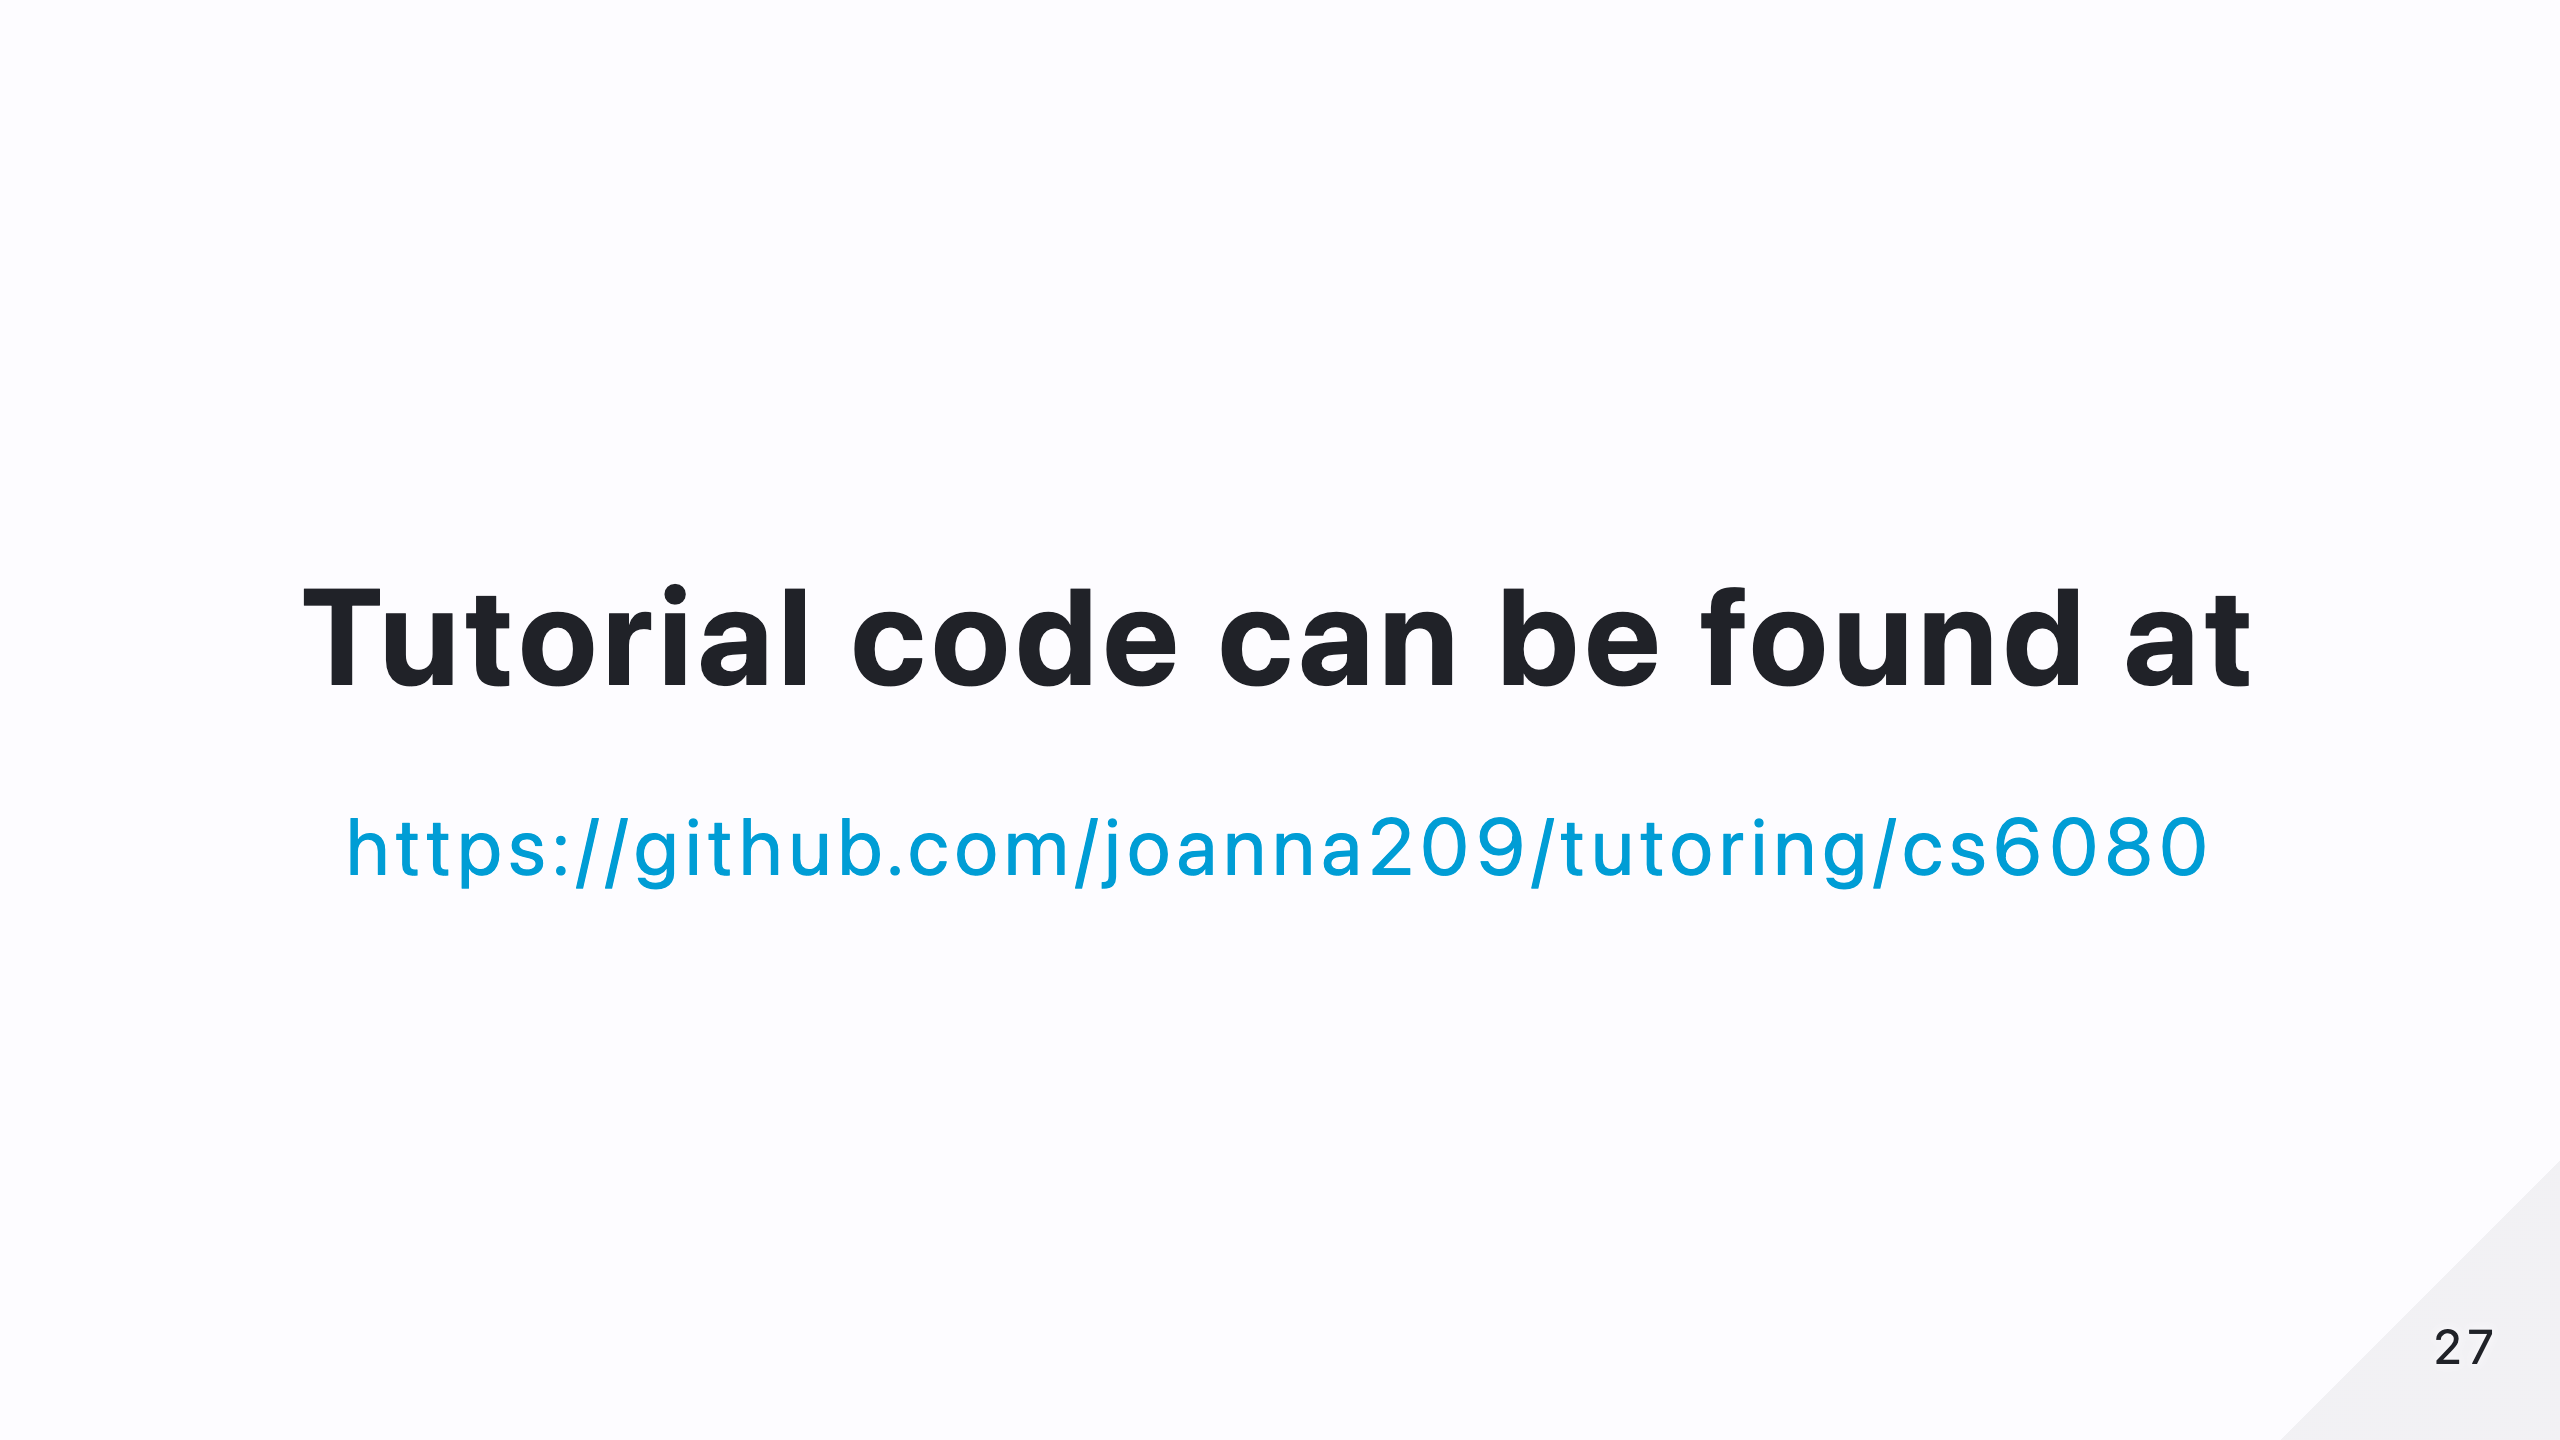 Tutorial code can be found at
https://github.com/joanna209/tutoring/cs6080
27